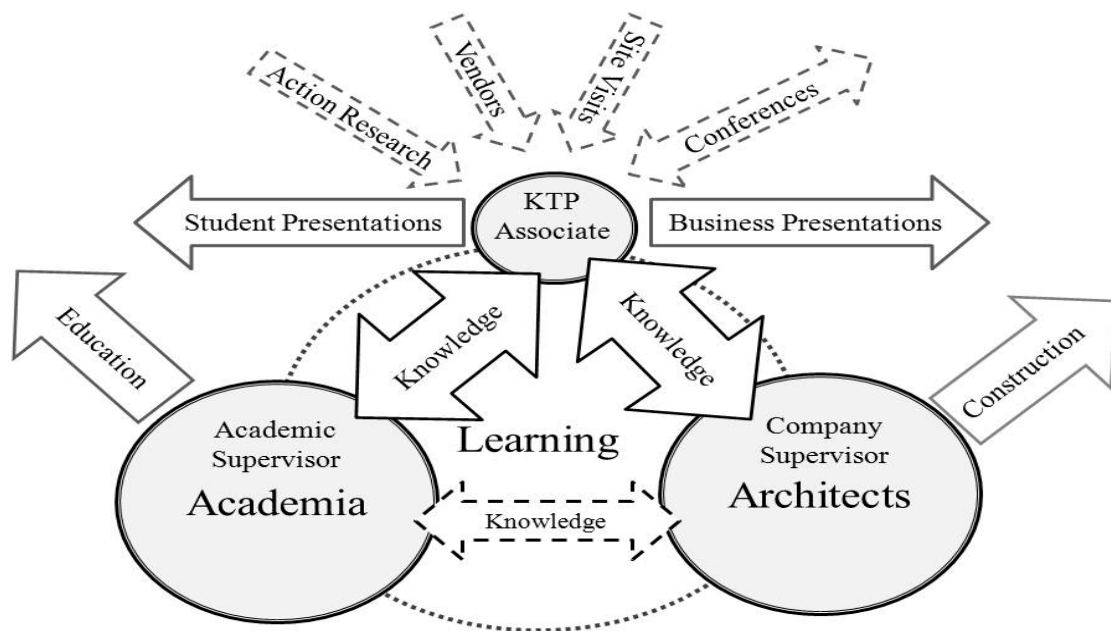 Action Research
Vendors
Site Visits
Conferences
KTP
Associate
Student Presentations
Business Presentations
Education
Knowledge
Knowledge
Construction
Academic
Supervisor
Academia
Learning
Company
Supervisor
Architects
Knowledge